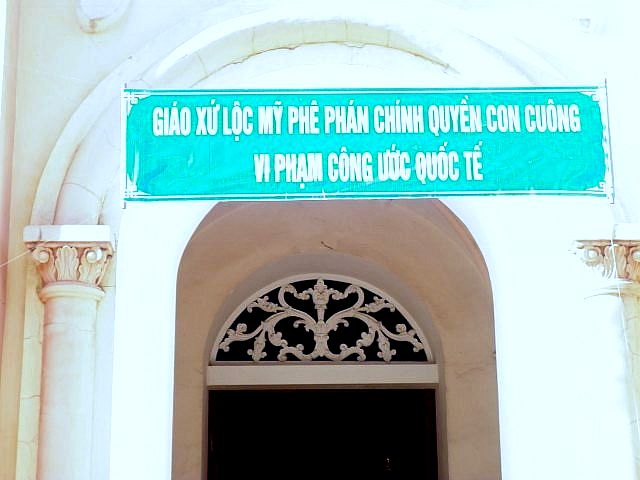 GIÁO XỨ LỘC MỸ PHÊ PHÁN CHÍNH QUYỀN CON CUÔNG
VI PHẠM CÔNG ƯỚC QUỐC TẾ